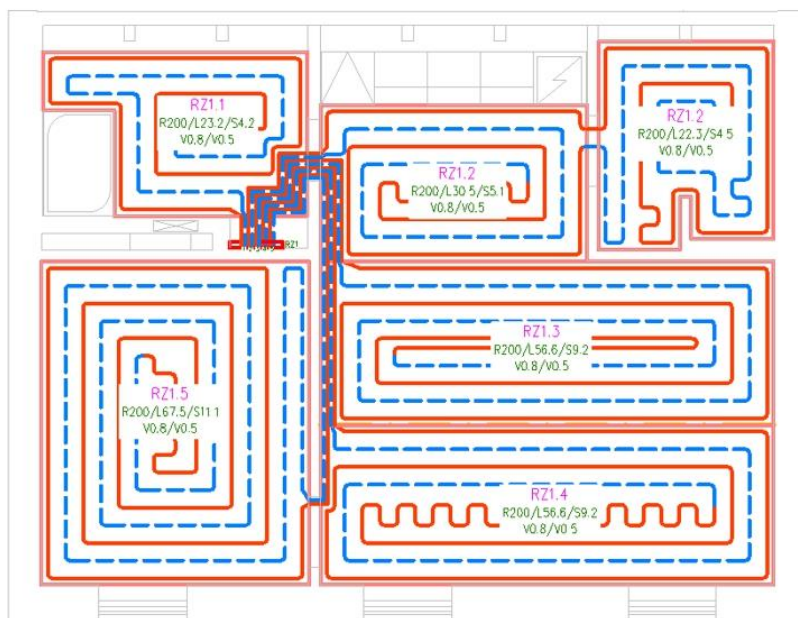 RZ1.1
R200/L23.2/S4.2
V0.8/V0.5
RZ1.2
R200/L22.3/S4 5
V0.8/V0.5
RZ1.2
R200/L30 5/S5.1
V0.8/V0.5
RZ1
RZ1.3
R200/L56.6/S9.2
V0.8/V0.5
RZ1.5
R200/L67.5/S11 1
V0.8/V0.5
RZ1.4
R200/L56.6/S9.2
V0.8/V0 5